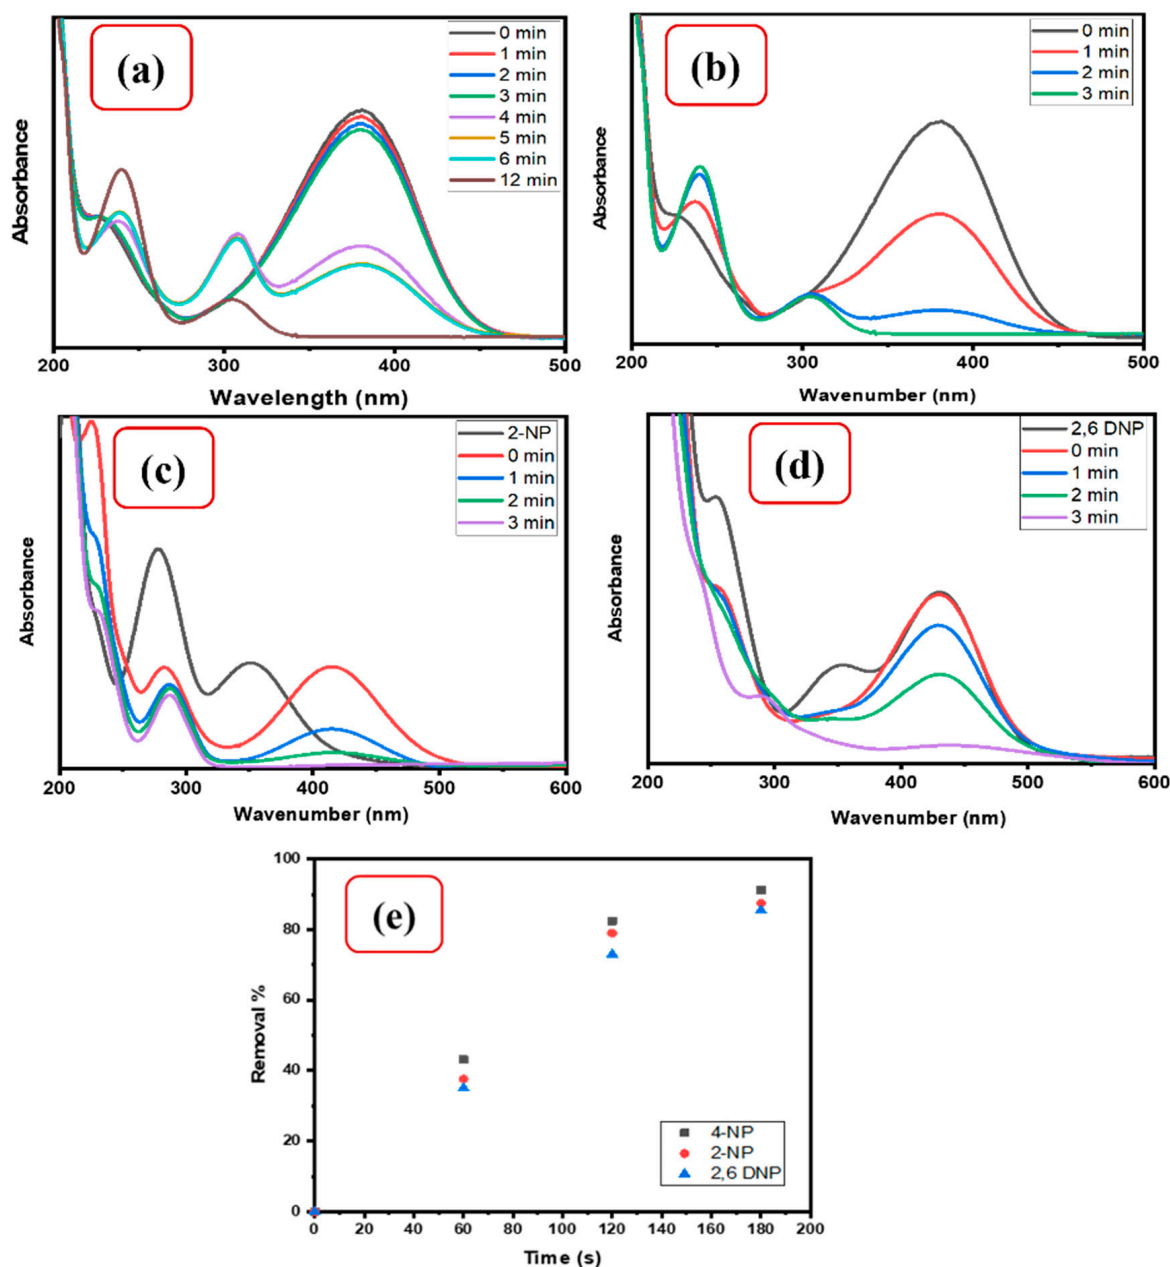 (a)
0 min
1 min
2 min
3 min
4 min
5 min
6 min
12 min
Absorbance
200 300 400 500
Wavelength (nm)
(b)
0 min
1 min
2 min
3 min
Absorbance
200 300 400 500
Wavenumber (nm)
(c)
2-NP
0 min
1 min
2 min
3 min
Absorbance
200 300 400 500 600
Wavenumber (nm)
(d)
2,6 DNP
0 min
1 min
2 min
3 min
Absorbance
200 300 400 500 600
Wavenumber (nm)
(e)
100
80
60
40
20
0
Removal %
4-NP
2-NP
2,6 DNP
0 20 40 60 80 100 120 140 160 180 200
Time (s)